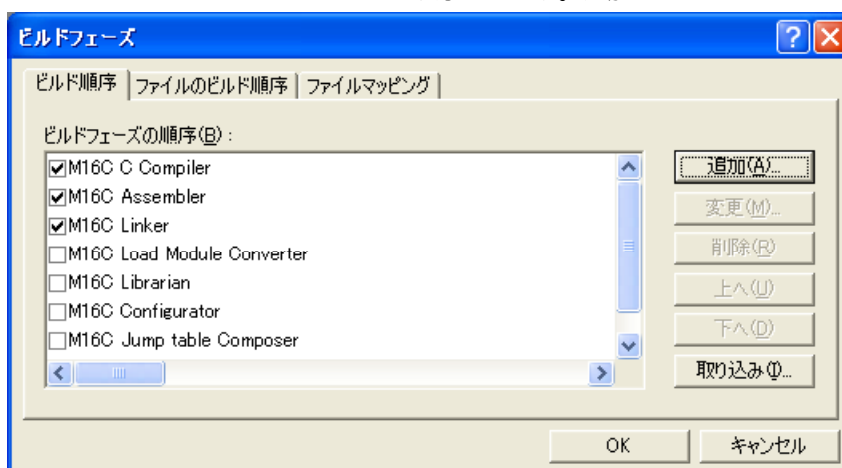 ビルドフェーズ
ビルド順序 ファイルのビルド順序 ファイルマッピング
ビルドフェーズの順序(B):
M16C C Compiler
M16C Assembler
M16C Linker
M16C Load Module Converter
M16C Librarian
M16C Configurator
M16C Jump table Composer
追加(A)...
変更(M)...
削除(R)
上へ(U)
下へ(D)
取り込み(I)...
OK キャンセル